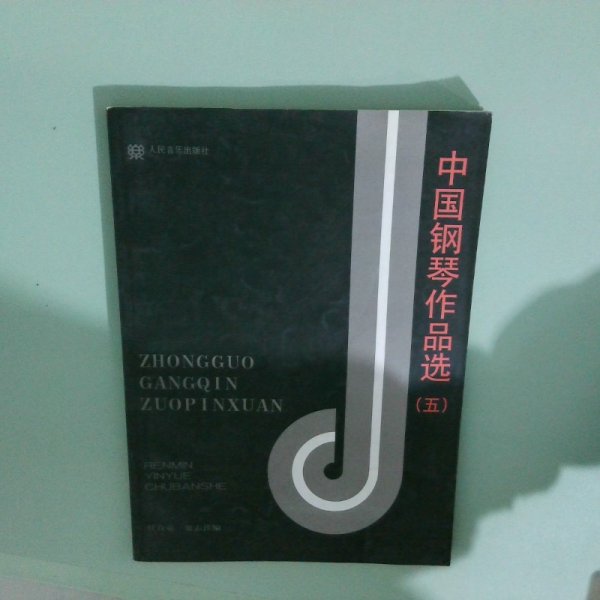 人民音乐出版社
中国钢琴作品选
(五)
ZHONGGUO
GANGQIN
ZUOPINXUAN
RENMIN
YINYUE
CHUBANSHE